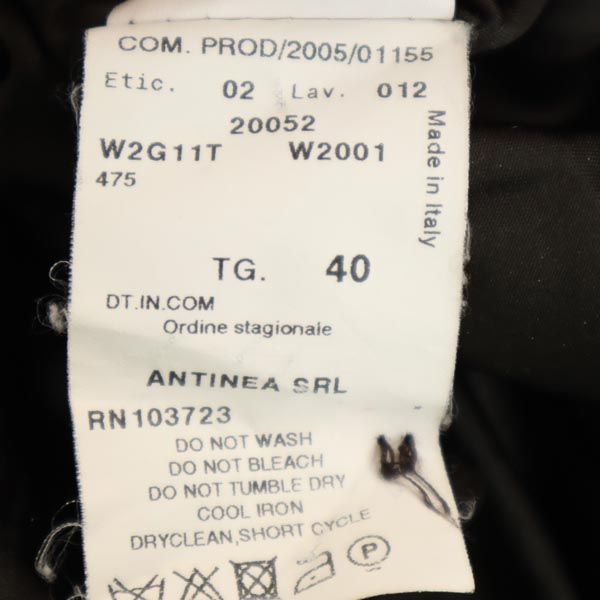 COM. PROD/2005/01155
Etic. 02 Lav. 012
20052
W2G11T W2001
475
Made in Italy
TG. 40
DT.IN.COM
Ordine stagionale
ANTINEA SRL
RN 103723
DO NOT WASH
DO NOT BLEACH
DO NOT TUMBLE DRY
COOL IRON
DRYCLEAN,SHORT CYCLE
P